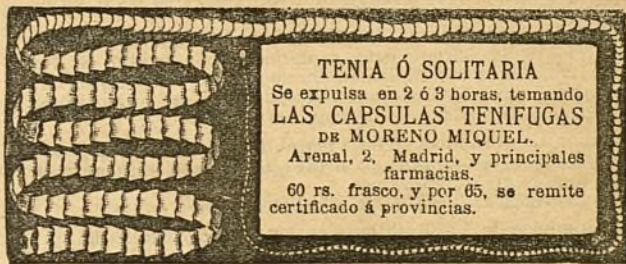 TENIA Ó SOLITARIA
Se expulsa en 2 ó 3 horas, temando
LAS CAPSULAS TENIFUGAS
DE MORENO MIQUEL.
Arenal, 2, Madrid, y principales
farmacias.
60 rs. frasco, y por 65, se remite
certificado á provincias.